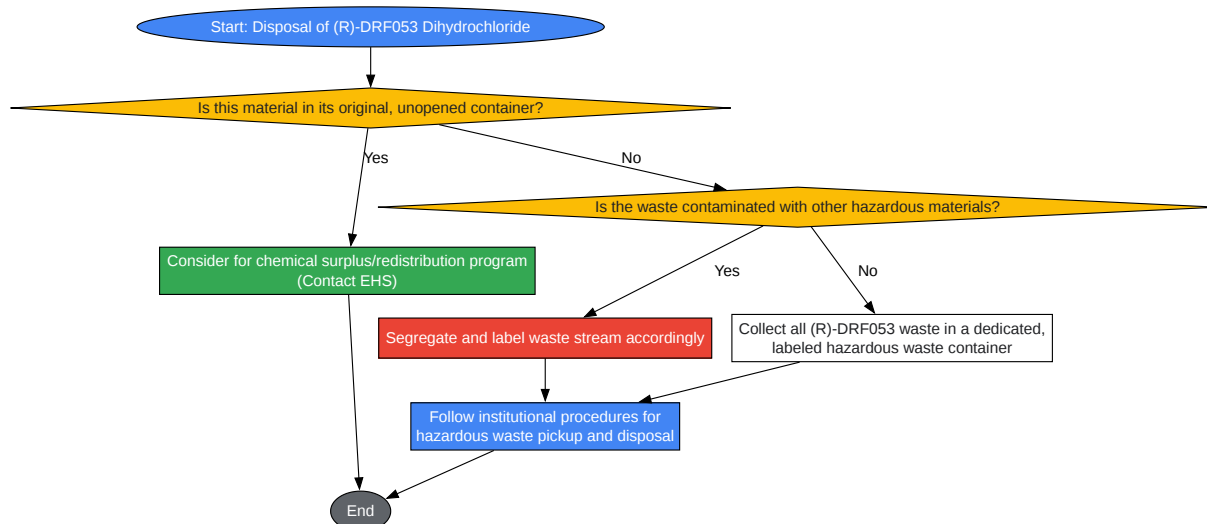 Start: Disposal of (R)-DRF053 Dihydrochloride
Is this material in its original, unopened container?
Yes
No
Is the waste contaminated with other hazardous materials?
Consider for chemical surplus/redistribution program
(Contact EHS)
Yes
No
Segregate and label waste stream accordingly
Collect all (R)-DRF053 waste in a dedicated,
labeled hazardous waste container
Follow institutional procedures for
hazardous waste pickup and disposal
End